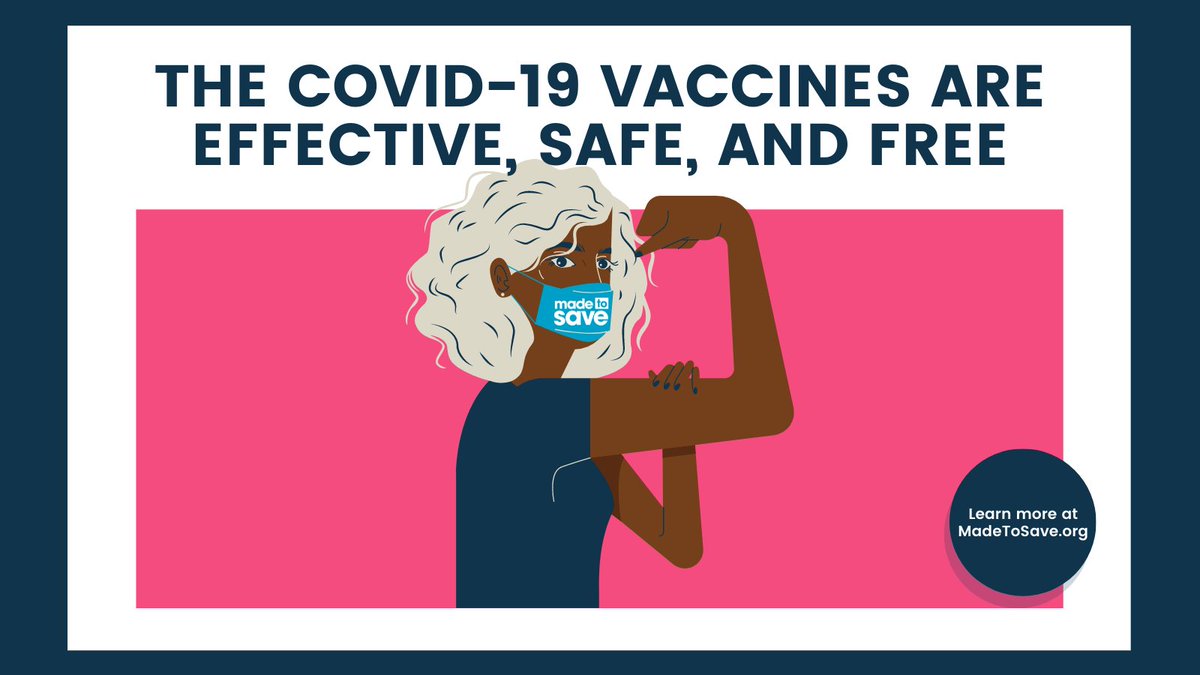 THE COVID-19 VACCINES ARE
EFFECTIVE, SAFE, AND FREE
made to
save
Learn more at
MadeToSave.org